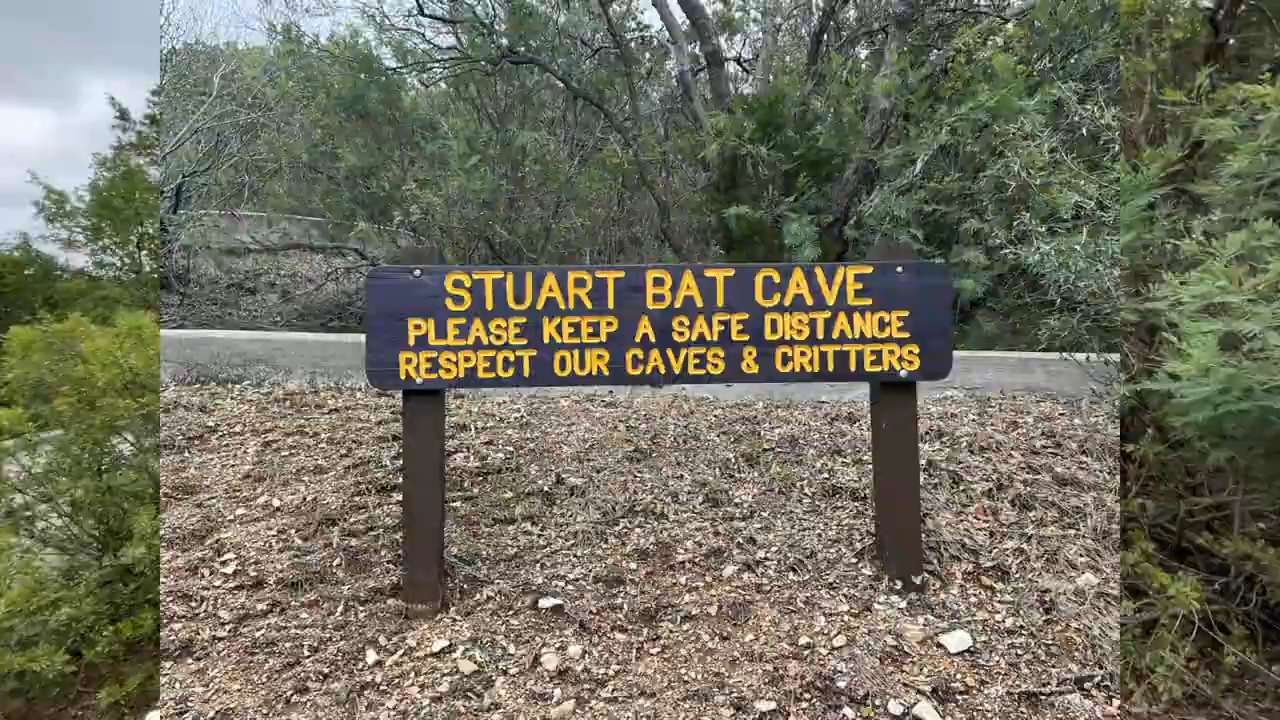 STUART BAT CAVE
PLEASE KEEP A SAFE DISTANCE
RESPECT OUR CAVES & CRITTERS